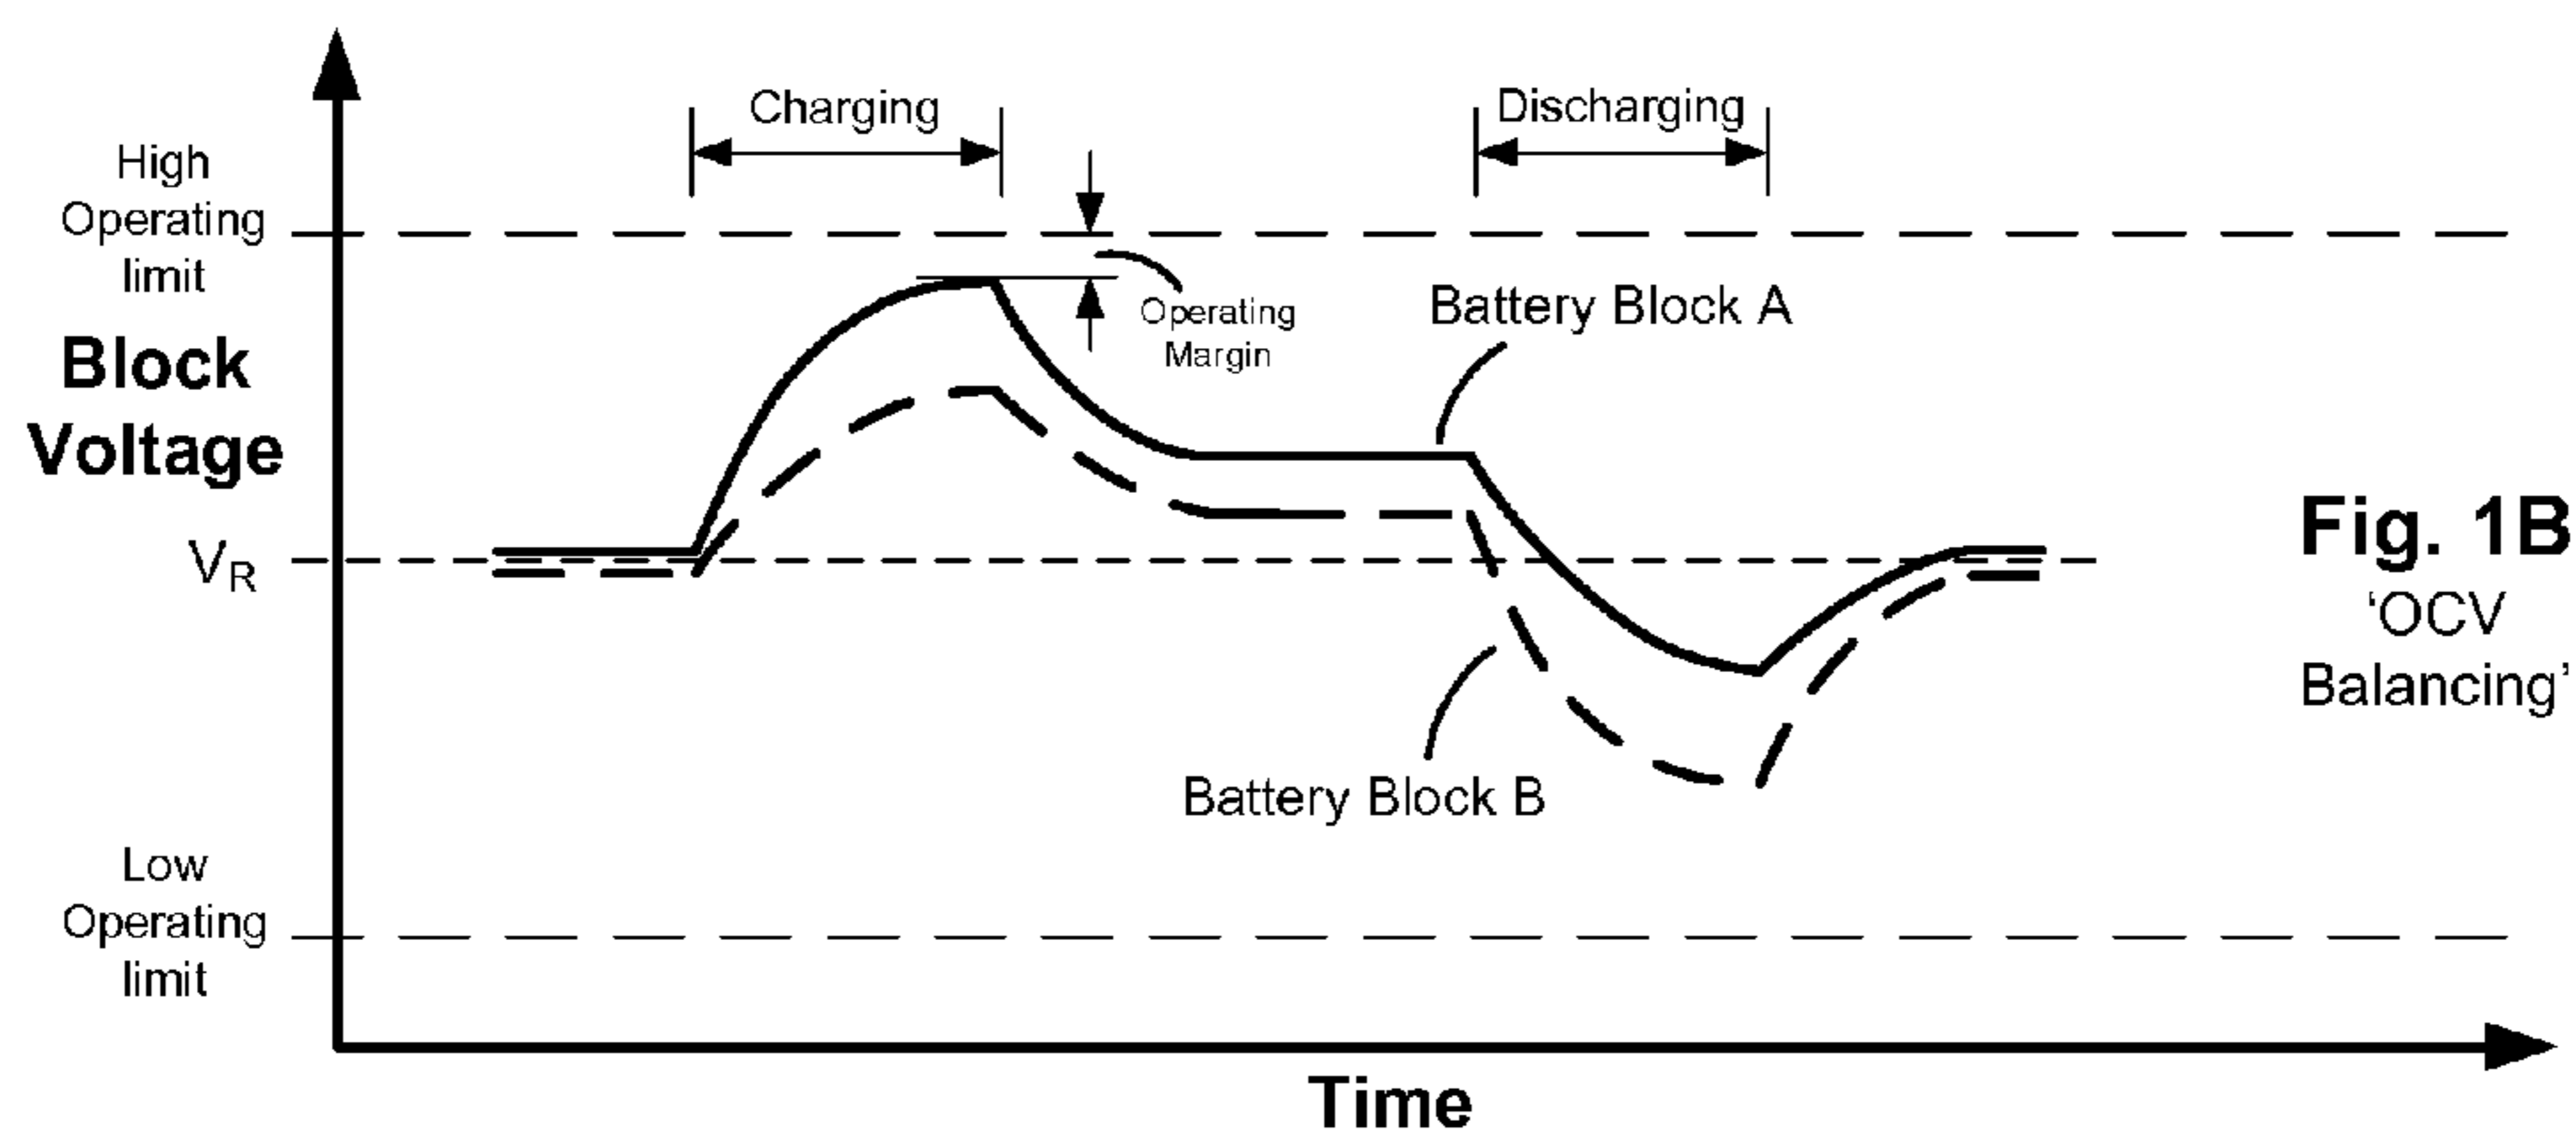 Charging
Discharging
High
Operating
limit
Operating
Margin
Battery Block A
Block
Voltage
VR
Fig. 1B
‘OCV
Balancing’
Battery Block B
Low
Operating
limit
Time